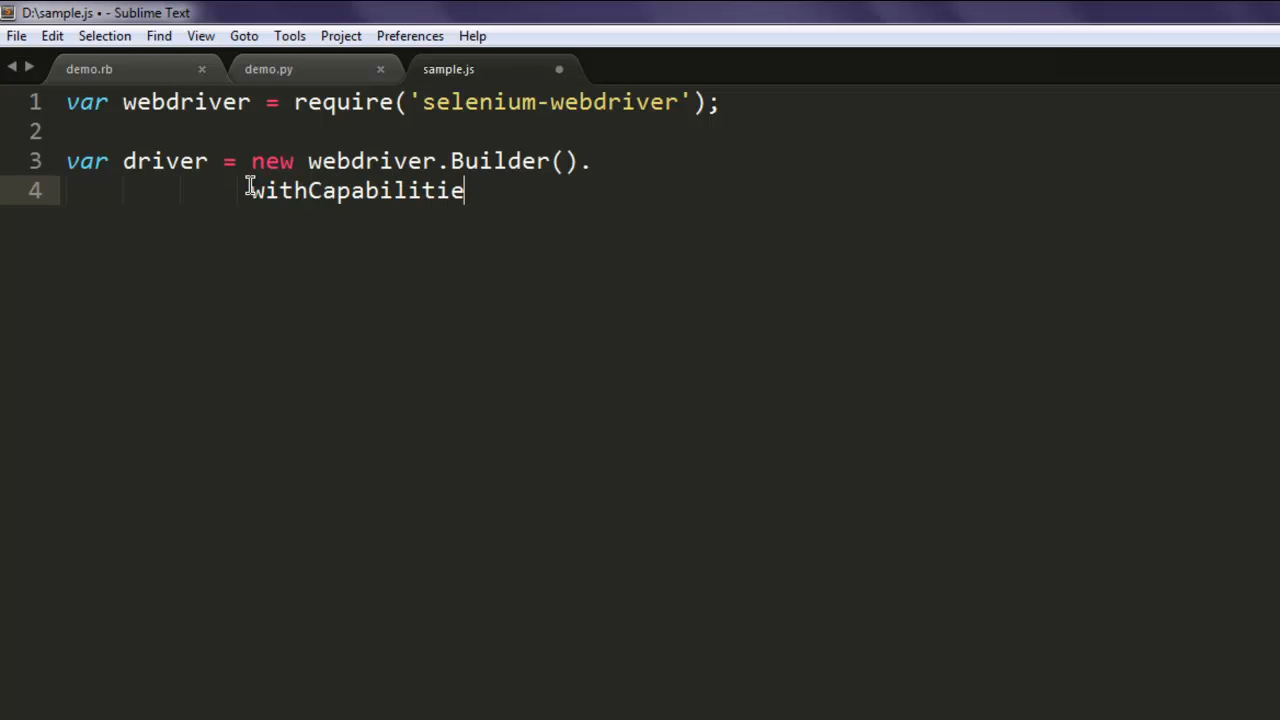 D:\sample.js • - Sublime Text
File Edit Selection Find View Goto Tools Project Preferences Help
demo.rb × demo.py × sample.js
1 var webdriver = require('selenium-webdriver');
2
3 var driver = new webdriver.Builder().
4 withCapabilitie